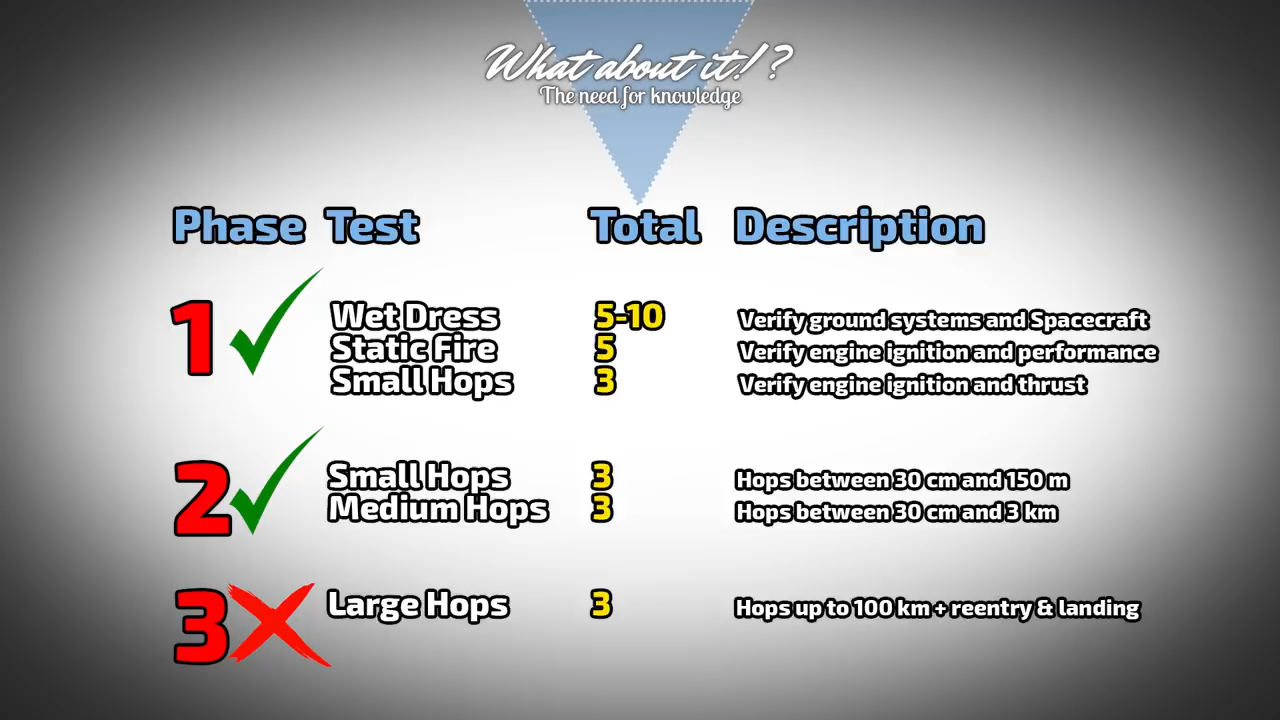 What about it!?
The need for knowledge
Phase Test Total Description
1 Wet Dress 5-10 Verify ground systems and Spacecraft
Static Fire 5 Verify engine ignition and performance
Small Hops 3 Verify engine ignition and thrust
2 Small Hops 3 Hops between 30 cm and 150 m
Medium Hops 3 Hops between 30 cm and 3 km
3 Large Hops 3 Hops up to 100 km + reentry & landing